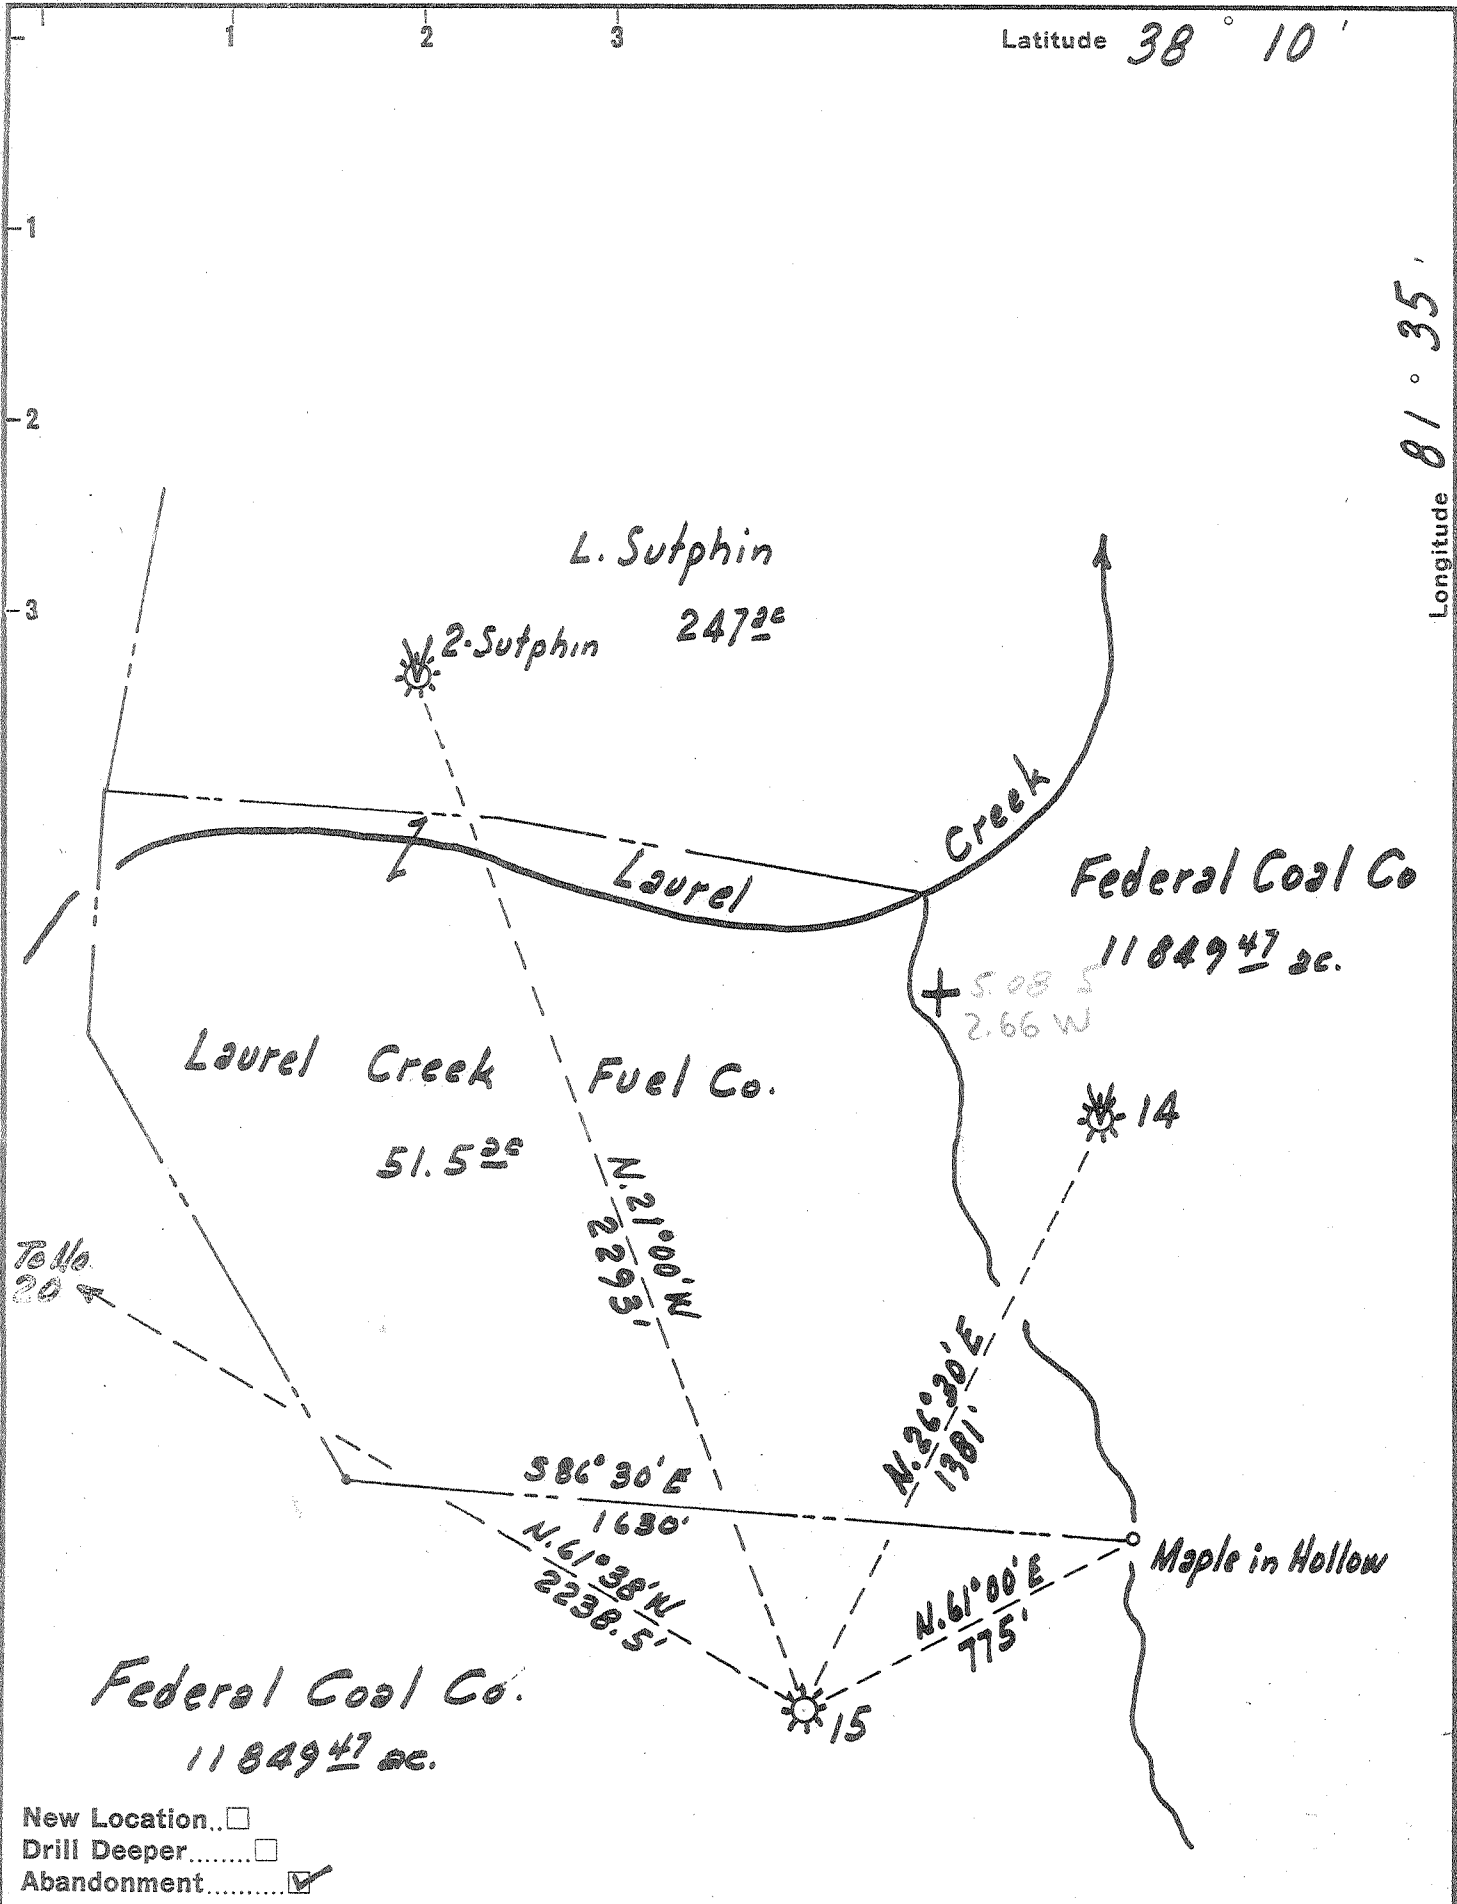 1 2 3
Latitude 38° 10'
-1
-2
-3
Longitude 81° 35'
L. Sutphin
247 ac
2-Sutphin
Creek
Laurel
Federal Coal Co
11 849 47 ac.
5.08 S
2.66 W
Laurel Creek Fuel Co.
51.5 ac
14
N. 21°00' W
2293'
To No.
20
N. 26°30' E
1381'
S 86° 30' E
1630'
Maple in Hollow
N. 61°38' W
2238.5'
N. 61°00' E
775'
15
Federal Coal Co.
11 849 47 ac.
New Location..☐
Drill Deeper........☐
Abandonment..........☑